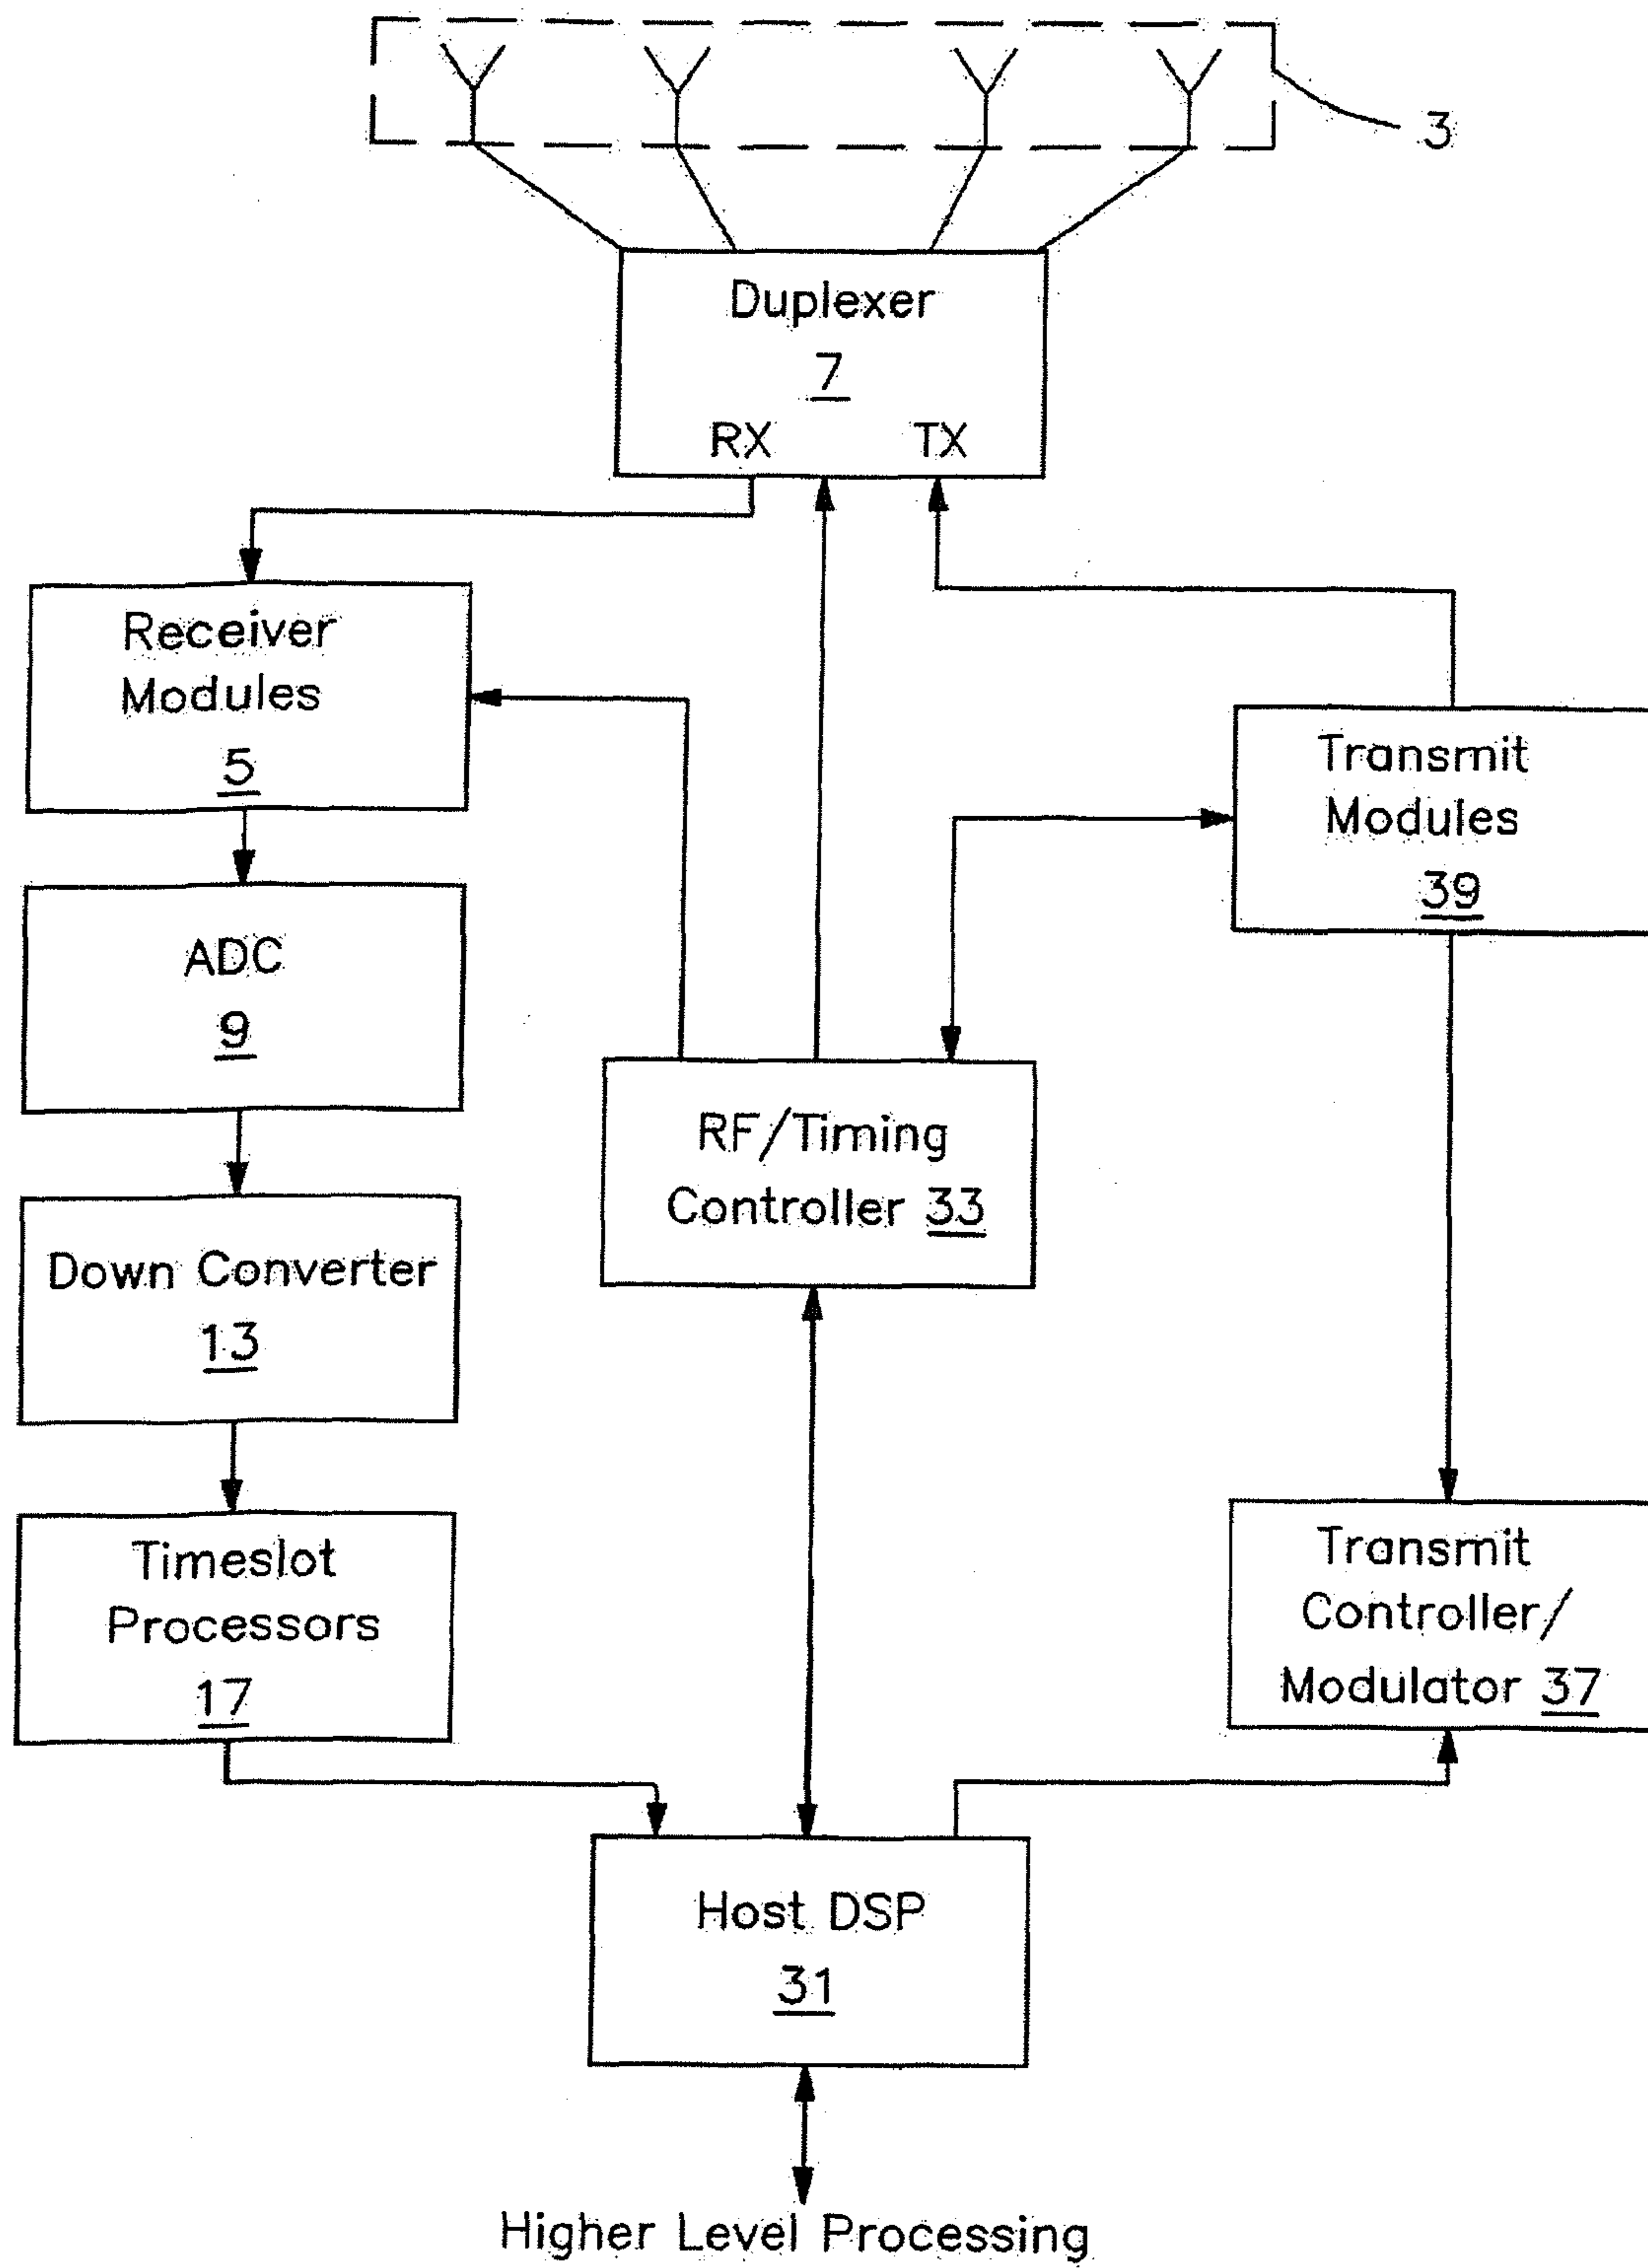 3
Duplexer
7
RX TX
Receiver
Modules
5
Transmit
Modules
39
ADC
9
RF/Timing
Controller 33
Down Converter
13
Timeslot
Processors
17
Transmit
Controller/
Modulator 37
Host DSP
31
Higher Level Processing